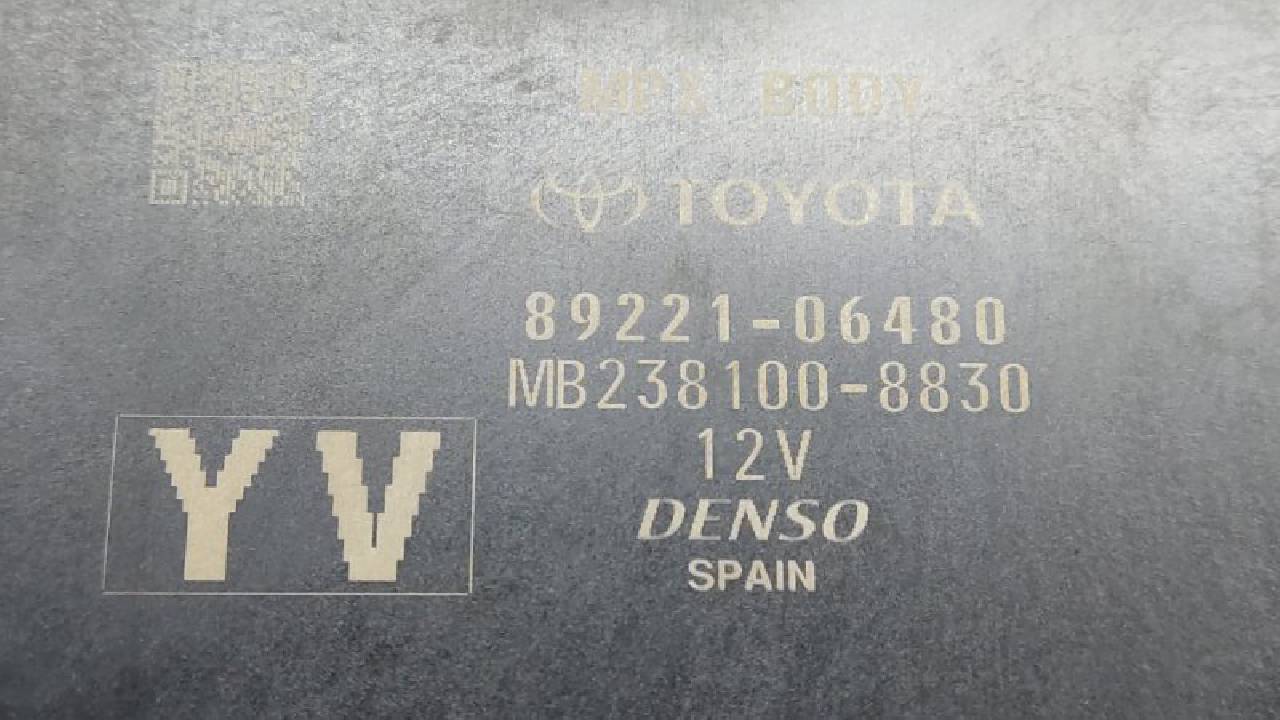 MPX BODY
TOYOTA
89221-06480
MB238100-8830
12V
DENSO
SPAIN
YV